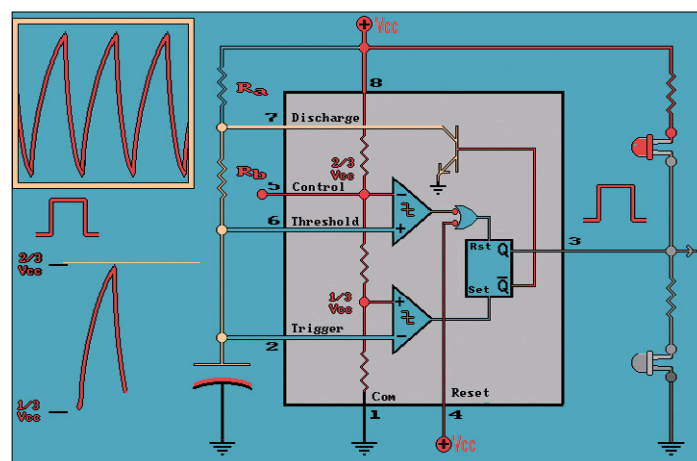 Vcc
Ra
8
7 Discharge
Rb
2/3
Vcc
5 Control
6 Threshold
Rst Q
3
2/3
Vcc
Set Q
1/3
Vcc
Trigger
2
1/3
Vcc
Com
Reset
1
4
Vcc